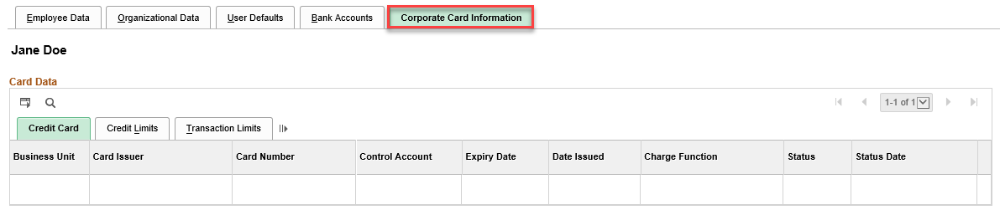 Employee Data Organizational Data User Defaults Bank Accounts Corporate Card Information
Jane Doe
Card Data
1-1 of 1
Credit Card Credit Limits Transaction Limits
Business Unit Card Issuer Card Number Control Account Expiry Date Date Issued Charge Function Status Status Date